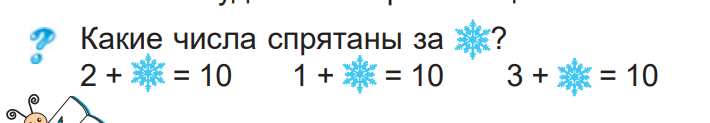 Какие числа спрятаны за ❄?
2 + ❄ = 10 1 + ❄ = 10 3 + ❄ = 10